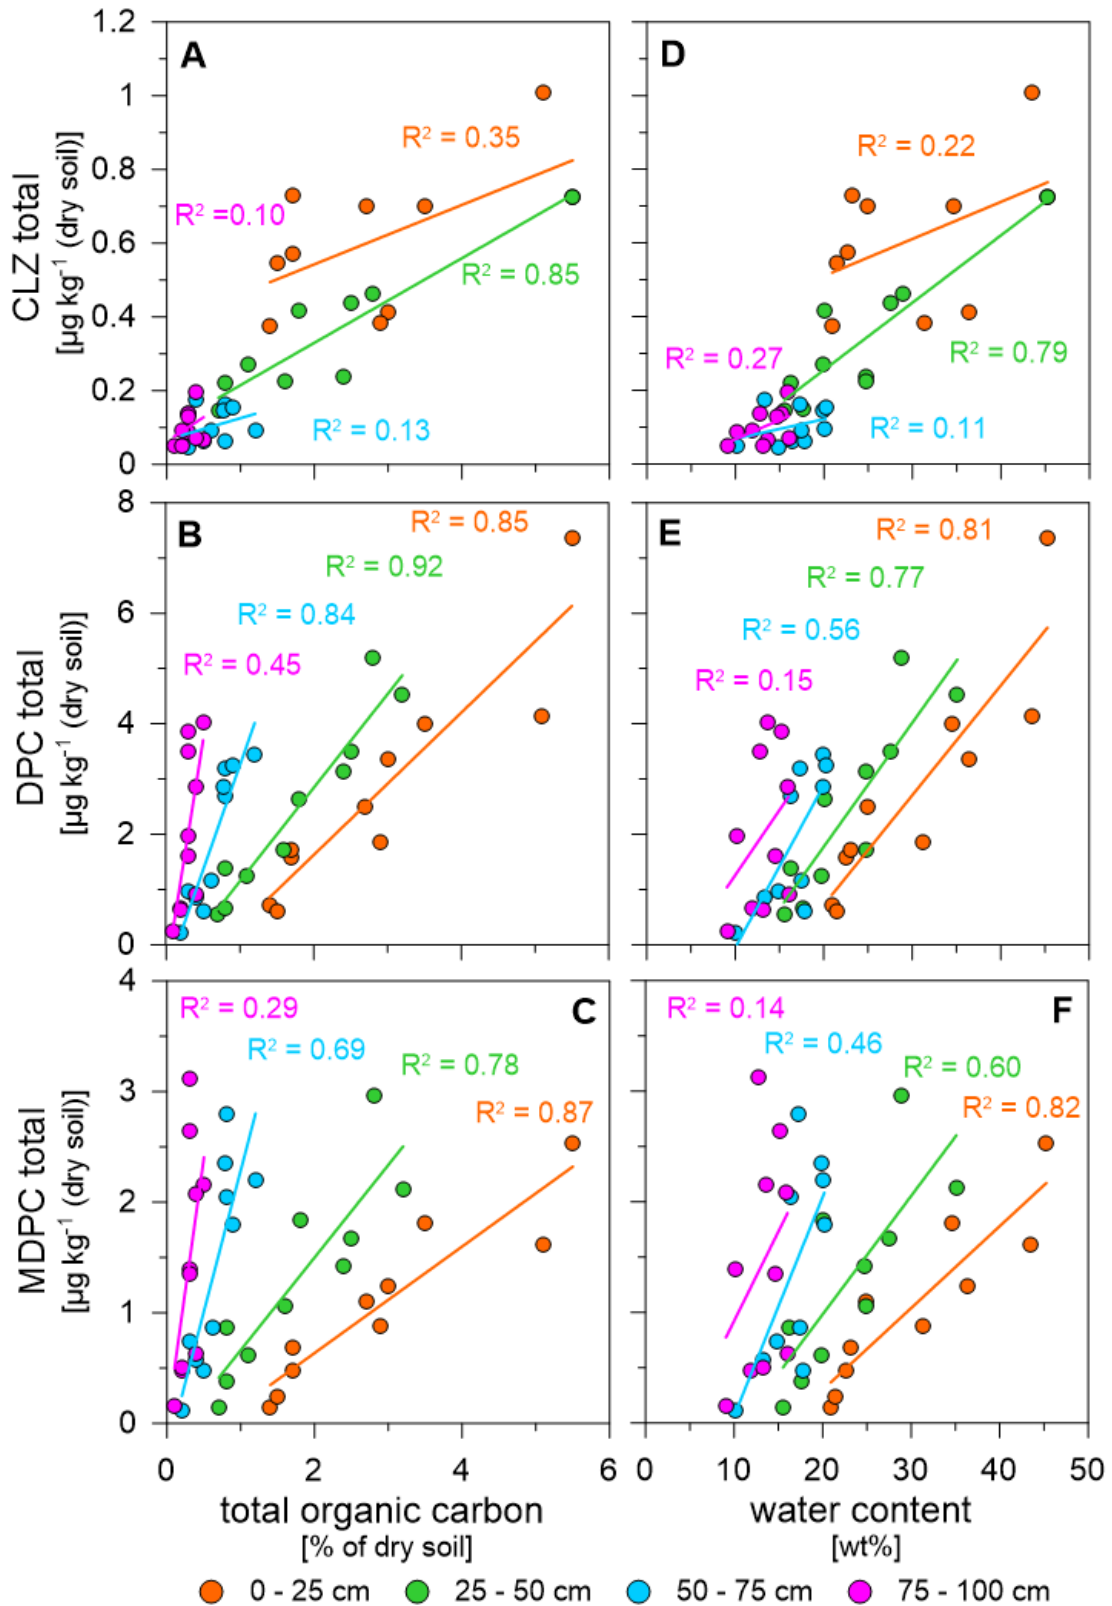 1.2
1
0.8
0.6
0.4
0.2
0
CLZ total
[µg kg⁻¹ (dry soil)]
A
R² = 0.35
R² =0.10
R² = 0.85
R² = 0.13
D
R² = 0.22
R² = 0.27
R² = 0.79
R² = 0.11
8
6
4
2
0
DPC total
[µg kg⁻¹ (dry soil)]
B
R² = 0.85
R² = 0.92
R² = 0.84
R² = 0.45
E
R² = 0.81
R² = 0.77
R² = 0.56
R² = 0.15
4
3
2
1
0
MDPC total
[µg kg⁻¹ (dry soil)]
C
R² = 0.29
R² = 0.69
R² = 0.78
R² = 0.87
F
R² = 0.14
R² = 0.46
R² = 0.60
R² = 0.82
0 2 4 6
0 10 20 30 40 50
total organic carbon
[% of dry soil]
water content
[wt%]
0 - 25 cm 25 - 50 cm 50 - 75 cm 75 - 100 cm